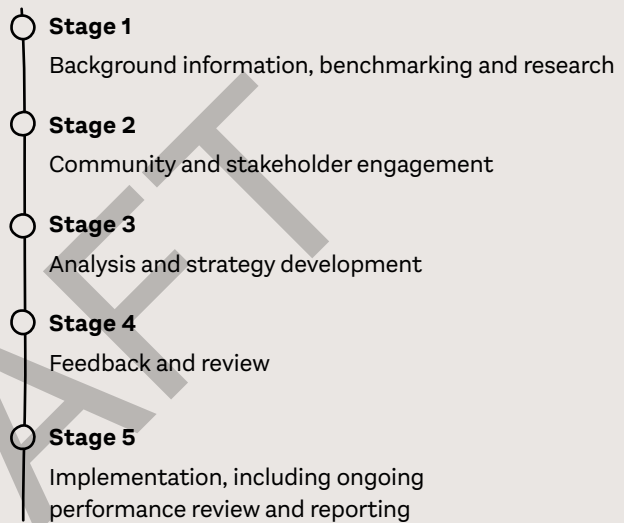 Stage 1
Background information, benchmarking and research
Stage 2
Community and stakeholder engagement
Stage 3
Analysis and strategy development
Stage 4
Feedback and review
Stage 5
Implementation, including ongoing
performance review and reporting
AFT